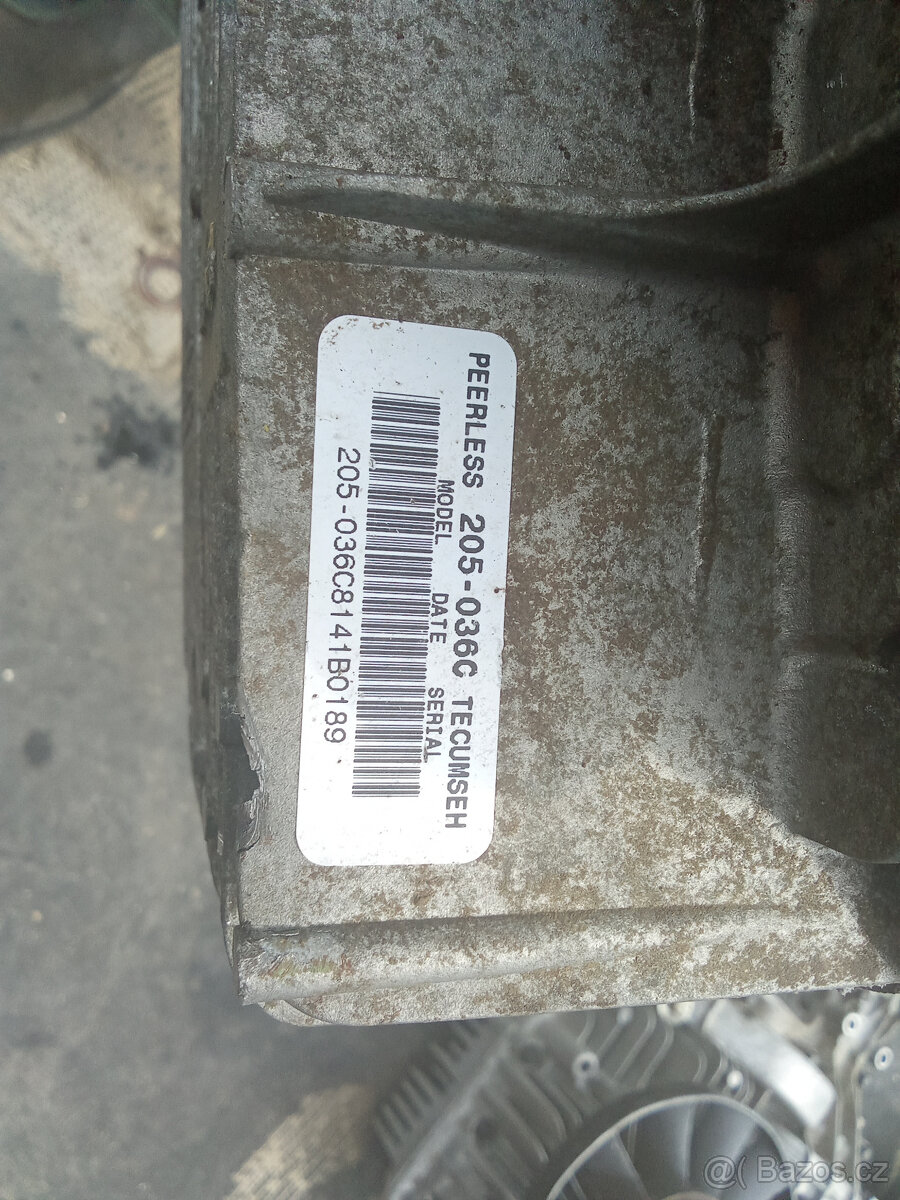 PEERLESS 205-036C TECUMSEH
MODEL DATE SERIAL
205-036C8141B0189
@( Bazos.cz